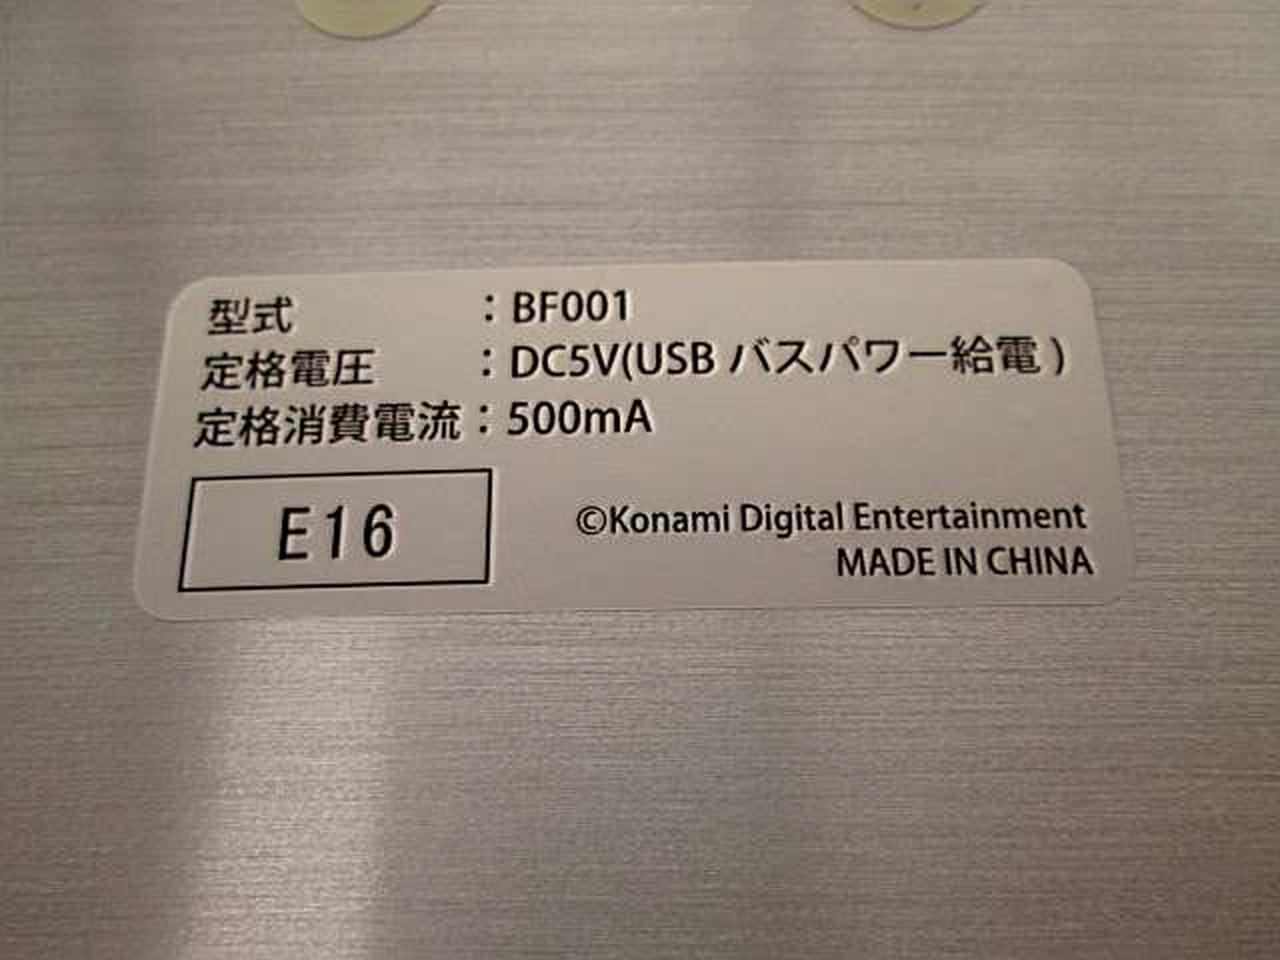 型式 : BF001
定格電圧 : DC5V(USB バスパワー給電 )
定格消費電流 : 500mA
E16
©Konami Digital Entertainment
MADE IN CHINA